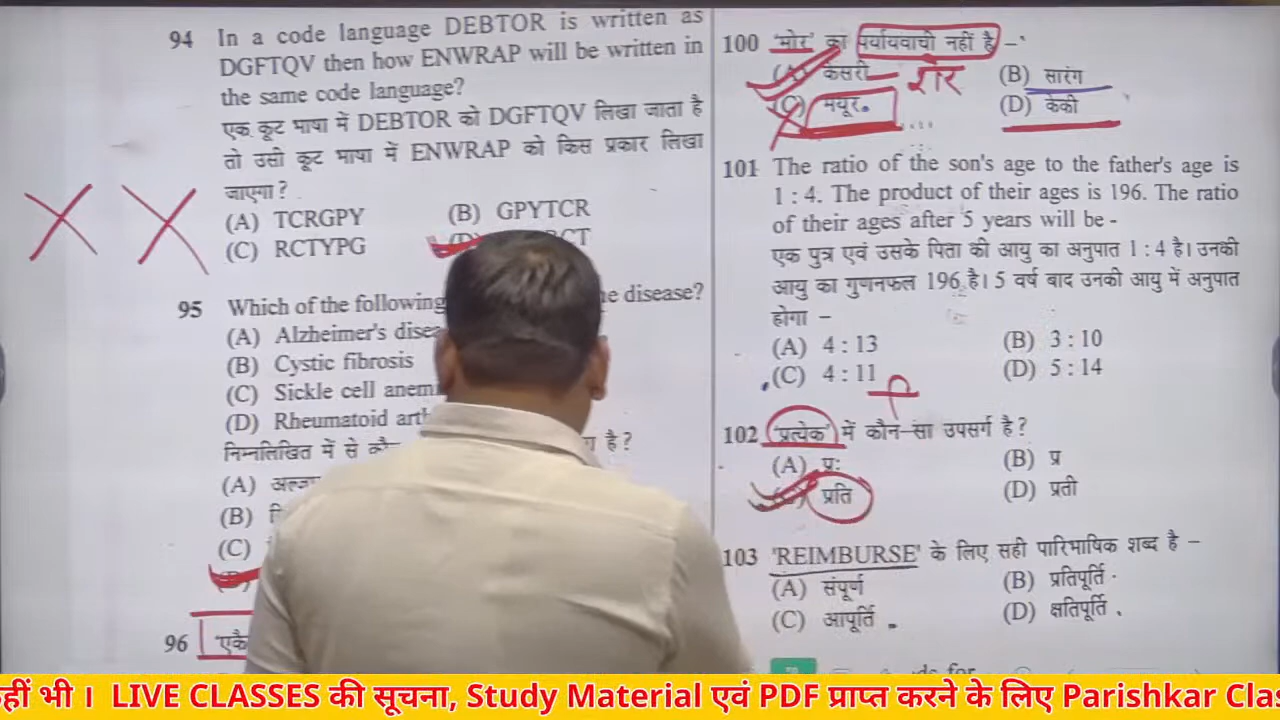 94 In a code language DEBTOR is written as
DGFTQV then how ENWRAP will be written in
the same code language?
एक कूट भाषा में DEBTOR को DGFTQV लिखा जाता है
तो उसी कूट भाषा में ENWRAP को किस प्रकार लिखा
जाएगा ?
(A) TCRGPY (B) GPYTCR
(C) RCTYPG
95 Which of the following e disease?
(A) Alzheimer's disea
(B) Cystic fibrosis
(C) Sickle cell anem
(D) Rheumatoid art
निम्नलिखित में से है ?
(A)
(B)
(C)
96 'एकै
100 'मोर' का पर्यायवाची नहीं है –
(A) केसरी शेर (B) सारंग
(C) मयूर (D) केकी
101 The ratio of the son's age to the father's age is
1 : 4. The product of their ages is 196. The ratio
of their ages after 5 years will be -
एक पुत्र एवं उसके पिता की आयु का अनुपात 1 : 4 है। उनकी
आयु का गुणनफल 196 है। 5 वर्ष बाद उनकी आयु में अनुपात
होगा –
(A) 4 : 13 (B) 3 : 10
(C) 4 : 11 (D) 5 : 14
102 'प्रत्येक' में कौन-सा उपसर्ग है ?
(A) प्र: (B) प्र
प्रति (D) प्रती
103 'REIMBURSE' के लिए सही पारिभाषिक शब्द है –
(A) संपूर्ण (B) प्रतिपूर्ति
(C) आपूर्ति (D) क्षतिपूर्ति
हीं भी । LIVE CLASSES की सूचना, Study Material एवं PDF प्राप्त करने के लिए Parishkar Clas